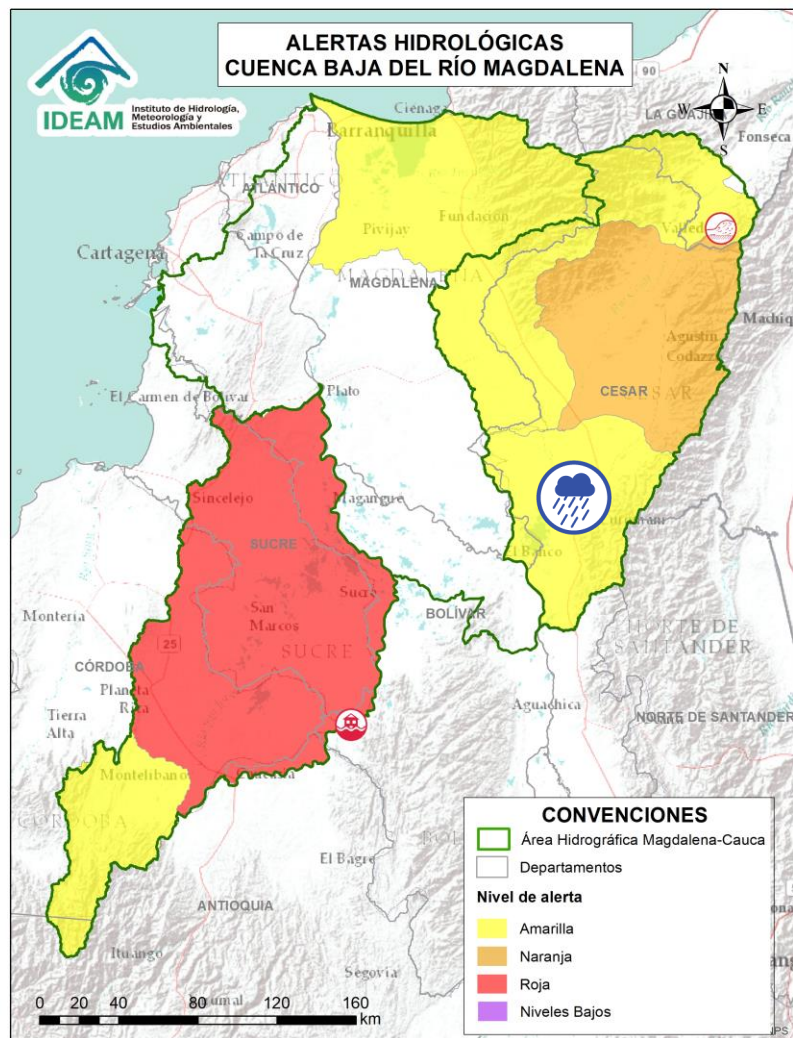 ALERTAS HIDROLÓGICAS
CUENCA BAJA DEL RÍO MAGDALENA
IDEAM
Instituto de Hidrología,
Meteorología y
Estudios Ambientales
90
N
W
E
S
Ciénaga
LA GUAJIRA
Barranquilla
Fonseca
ATLÁNTICO
Pivijay
Fundación
Cartagena
Campo de
la Cruz
MAGDALENA
Machiq
Agustín
Codazzi
CESAR
El Carmen de Bolívar
Plato
Sincelejo
Magangue
SUCRE
El Banco
Sucre
San
Marcos
BOLÍVAR
Montería
SUCRE
NORTE DE
SANTANDER
25
CÓRDOBA
Planeta
Rica
Aguachica
NORTE DE SANTANDER
Tierra
Alta
Montelibano
CÓRDOBA
El Bagre
ANTIOQUIA
Ituango
Segovia
CONVENCIONES
Área Hidrográfica Magdalena-Cauca
Departamentos
Nivel de alerta
Amarilla
Naranja
Roja
Niveles Bajos
0 20 40 80 120 160
km